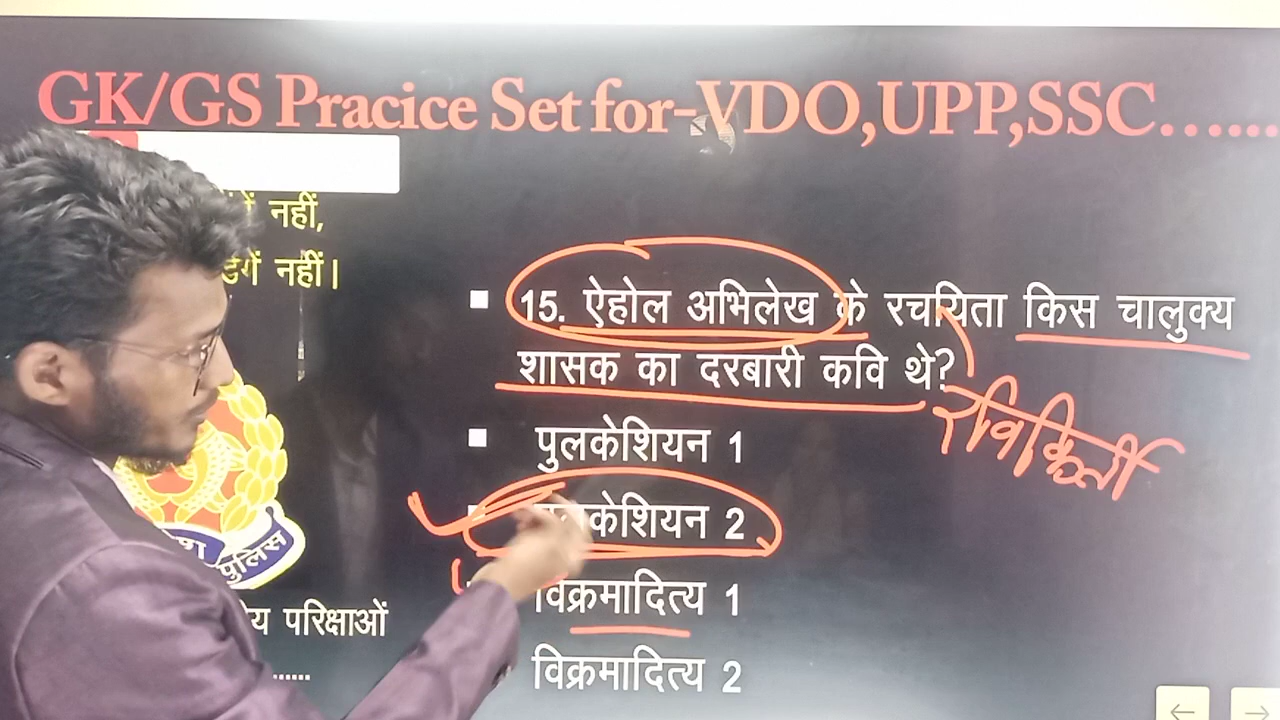 GK/GS Pracice Set for-VDO,UPP,SSC…...
नहीं,
नहीं।
15. ऐहोल अभिलेख के रचयिता किस चालुक्य
शासक का दरबारी कवि थे?
रविकिर्ती
पुलकेशियन 1
केशियन 2
विक्रमादित्य 1
विक्रमादित्य 2
पुलिस
परिक्षाओं
......